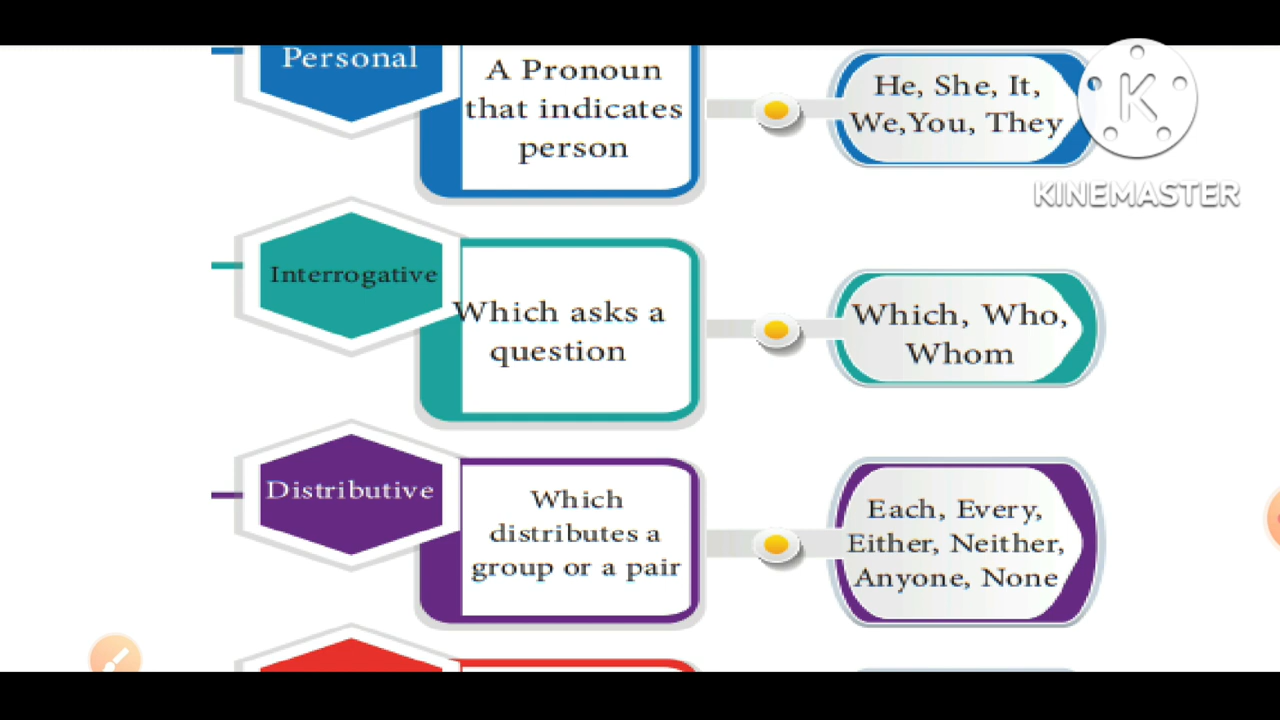 Personal
A Pronoun
that indicates
person
He, She, It,
We,You, They
K
KINEMASTER
Interrogative
Which asks a
question
Which, Who,
Whom
Distributive
Which
distributes a
group or a pair
Each, Every,
Either, Neither,
Anyone, None